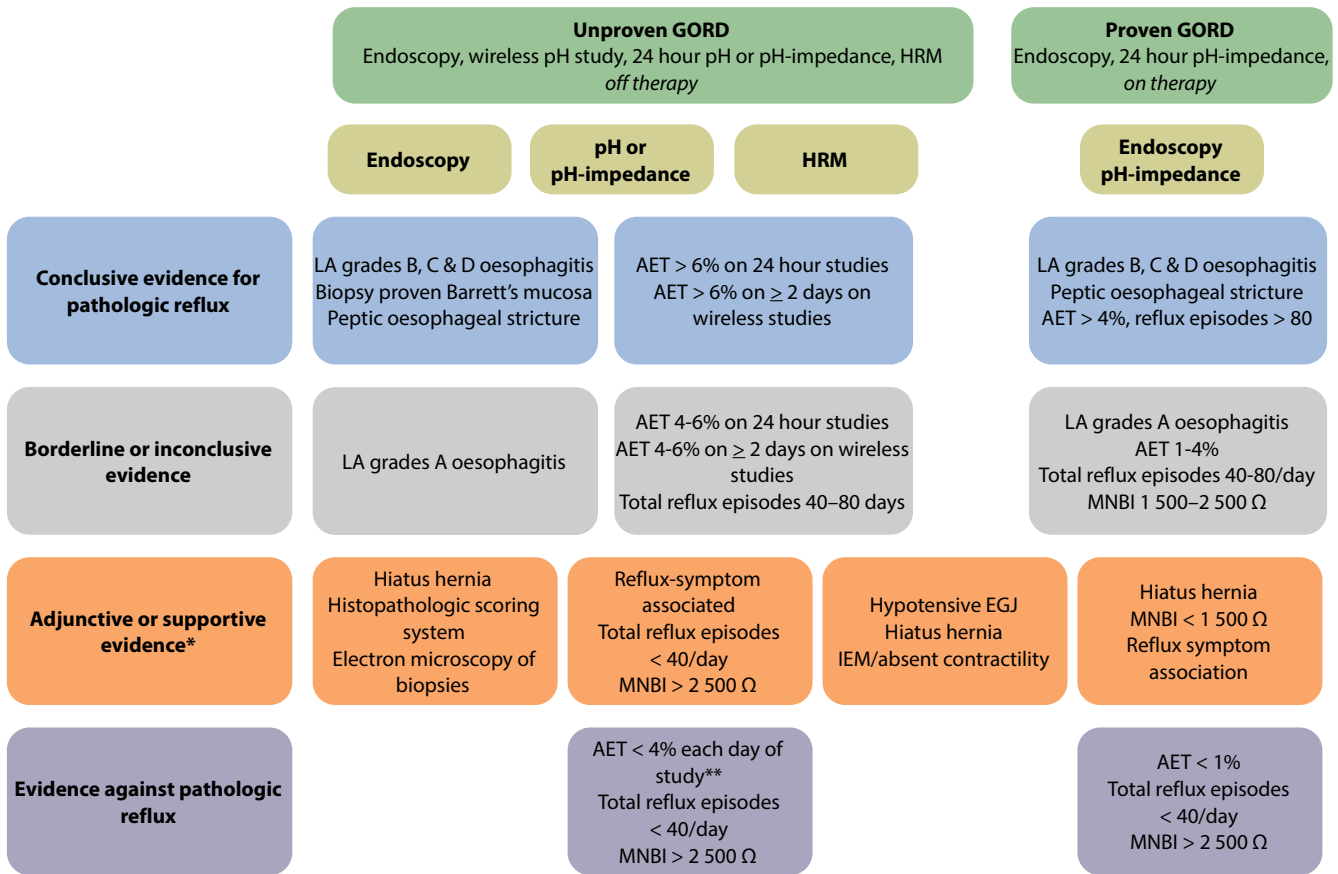 Unproven GORD
Endoscopy, wireless pH study, 24 hour pH or pH-impedance, HRM
off therapy
Proven GORD
Endoscopy, 24 hour pH-impedance,
on therapy
Endoscopy
pH or
pH-impedance
HRM
Endoscopy
pH-impedance
Conclusive evidence for
pathologic reflux
LA grades B, C & D oesophagitis
Biopsy proven Barrett's mucosa
Peptic oesophageal stricture
AET > 6% on 24 hour studies
AET > 6% on ≥ 2 days on
wireless studies
LA grades B, C & D oesophagitis
Peptic oesophageal stricture
AET > 4%, reflux episodes > 80
Borderline or inconclusive
evidence
LA grades A oesophagitis
AET 4-6% on 24 hour studies
AET 4-6% on ≥ 2 days on wireless
studies
Total reflux episodes 40–80 days
LA grades A oesophagitis
AET 1-4%
Total reflux episodes 40-80/day
MNBI 1 500–2 500 Ω
Adjunctive or supportive
evidence*
Hiatus hernia
Histopathologic scoring
system
Electron microscopy of
biopsies
Reflux-symptom
associated
Total reflux episodes
< 40/day
MNBI > 2 500 Ω
Hypotensive EGJ
Hiatus hernia
IEM/absent contractility
Hiatus hernia
MNBI < 1 500 Ω
Reflux symptom
association
Evidence against pathologic
reflux
AET < 4% each day of
study**
Total reflux episodes
< 40/day
MNBI > 2 500 Ω
AET < 1%
Total reflux episodes
< 40/day
MNBI > 2 500 Ω